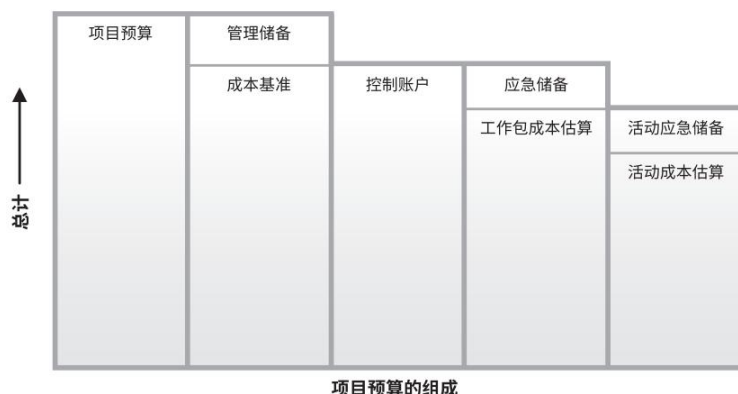 项目预算
管理储备
成本基准
控制账户
应急储备
工作包成本估算
活动应急储备
活动成本估算
总计
项目预算的组成